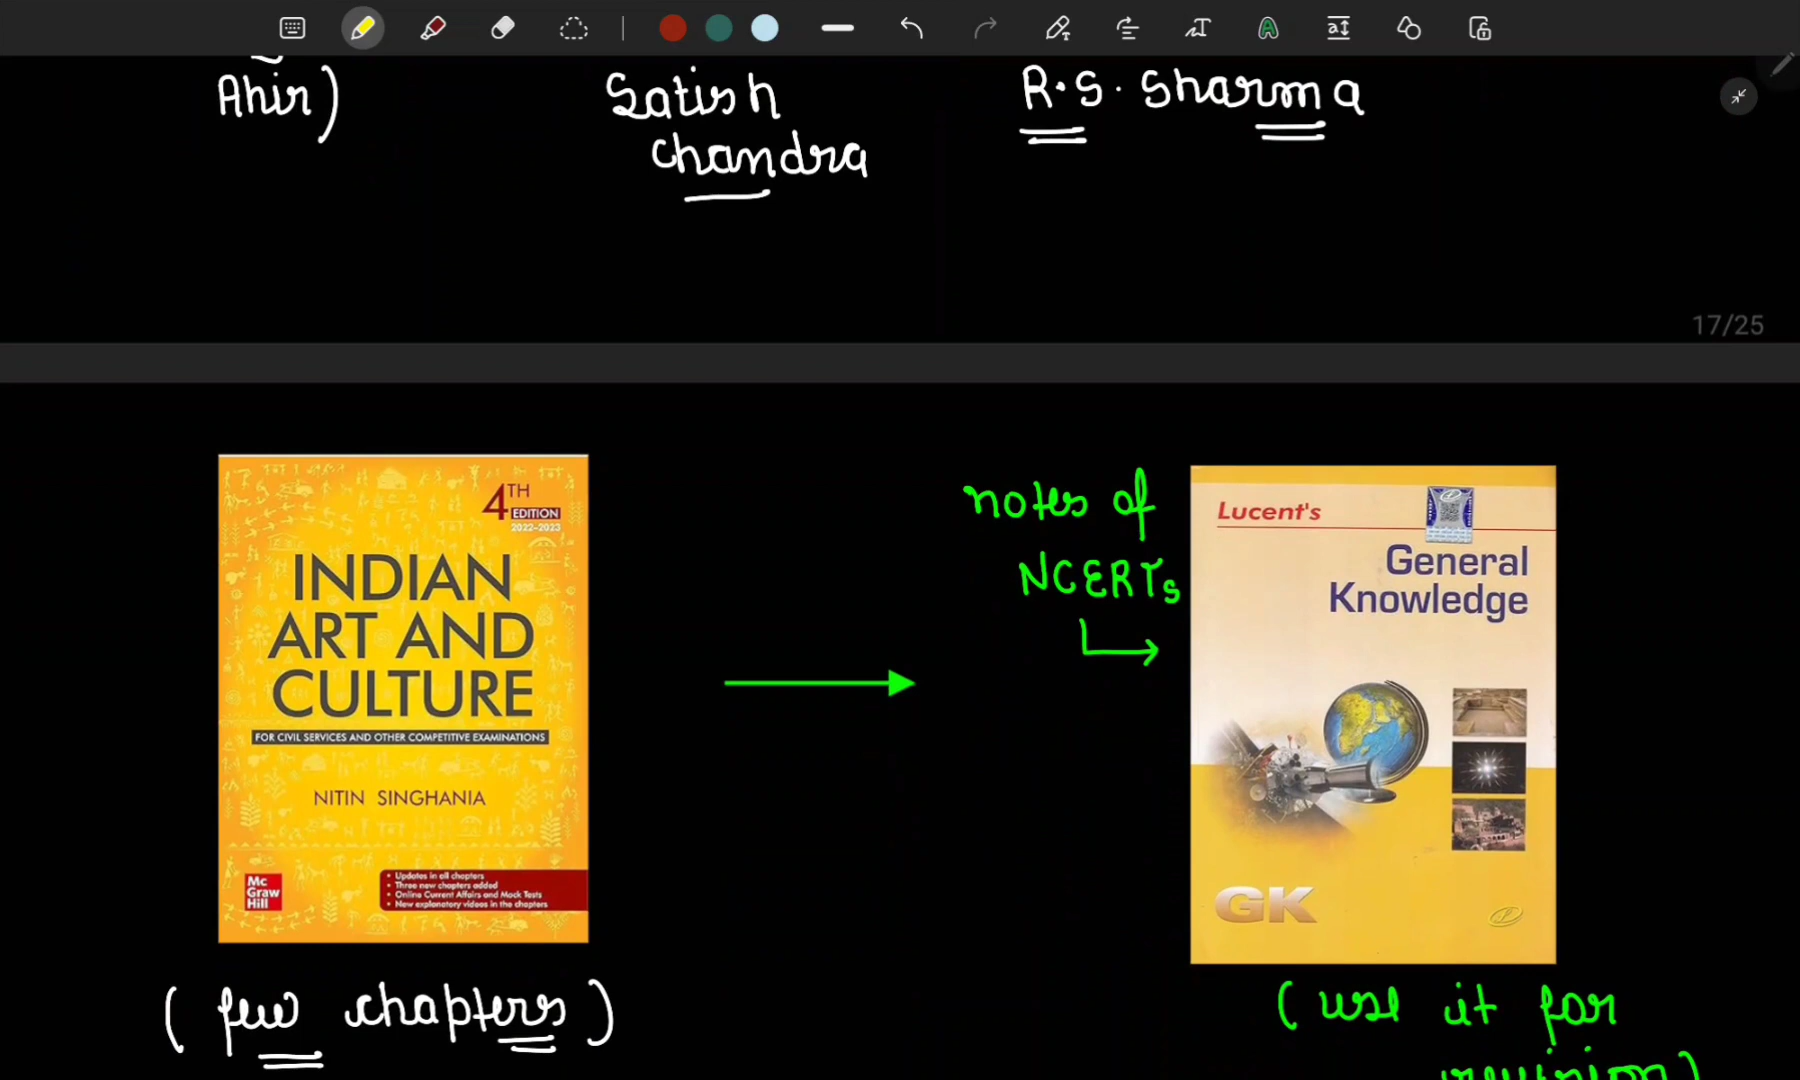 Ahir)
Satish
chandra
R.S. Sharma
17/25
4TH
EDITION
2022-2023
INDIAN
ART AND
CULTURE
FOR CIVIL SERVICES AND OTHER COMPETITIVE EXAMINATIONS
NITIN SINGHANIA
Mc
Graw
Hill
• Updates in all chapters
• Three new chapters added
• Online Current Affairs and Mock Tests
• New explanatory videos in the chapters
(few chapters)
notes of
NCERTs
Lucent's
General
Knowledge
GK
(use it for
revision)